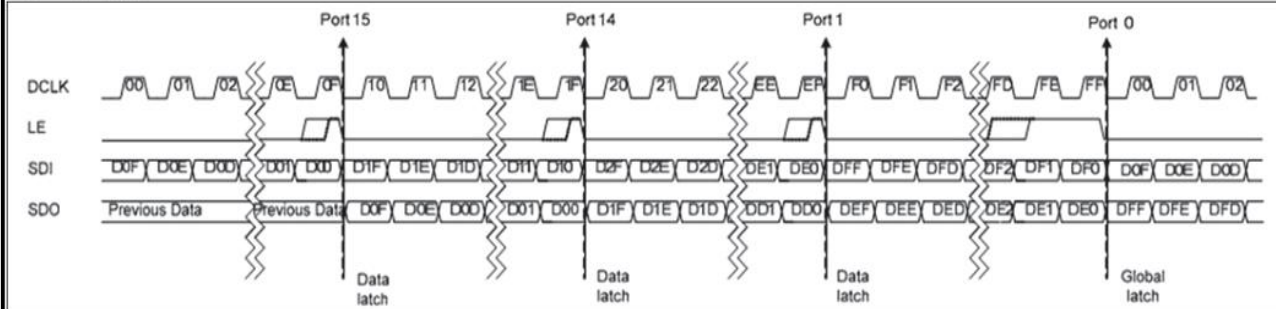 Port 15 Port 14 Port 1 Port 0
DCLK 00 01 02 0E 0F 10 11 12 1E 1F 20 21 22 EE EF F0 F1 F2 FD FE FF 00 01 02
LE
SDI D0F D0E D0D D01 D00 D1F D1E D1D D11 D10 D2F D2E D2D DE1 DE0 DFF DFE DFD DF2 DF1 DF0 D0F D0E D0D
SDO Previous Data Previous Data D0F D0E D0D D01 D00 D1F D1E D1D DD1 DD0 DEF DEE DED DE2 DE1 DE0 DFF DFE DFD
Data Data Data Global
latch latch latch latch